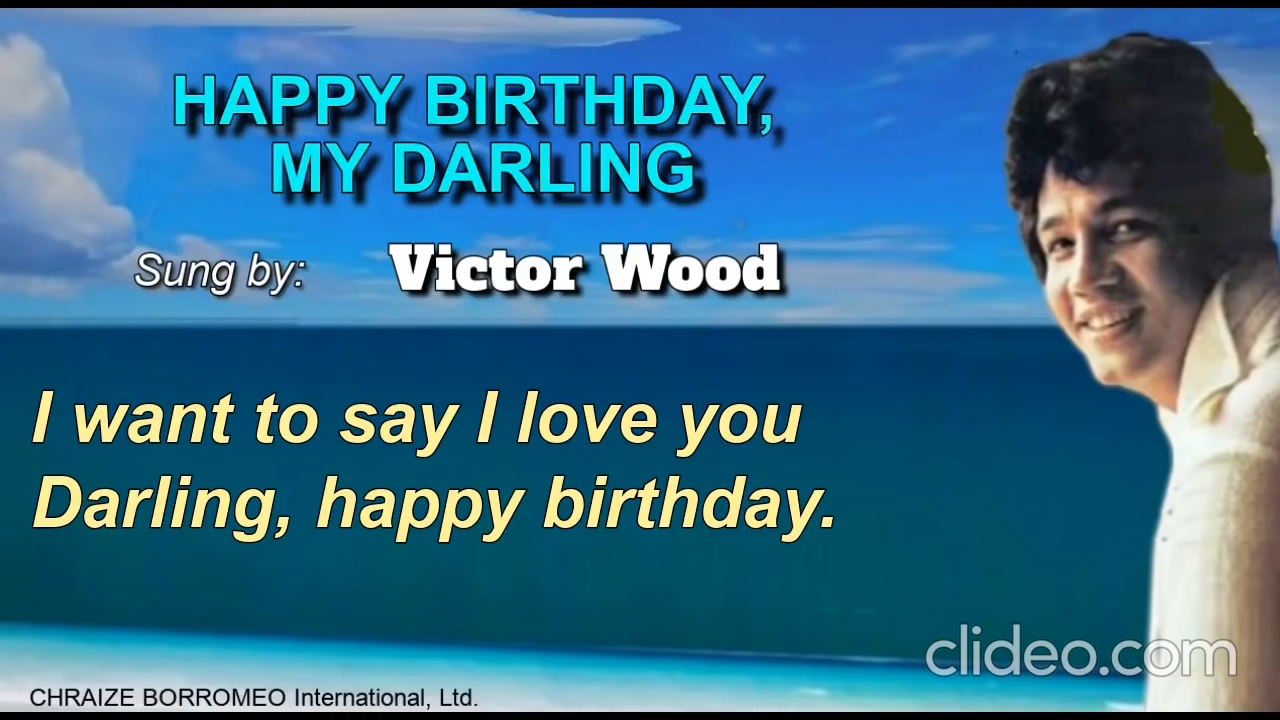 HAPPY BIRTHDAY,
MY DARLING
Sung by: Victor Wood
I want to say I love you
Darling, happy birthday.
clideo.com
CHRAIZE BORROMEO International, Ltd.